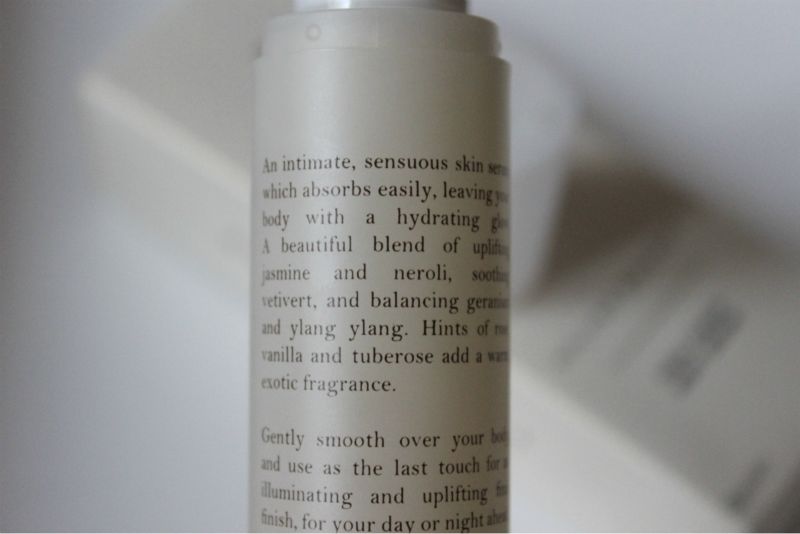 An intimate, sensuous skin
which absorbs easily, leaving
body with a hydrating
A beautiful blend of
jasmine and neroli,
vetivert, and balancing
and ylang ylang. Hints of
vanilla and tuberose add a
exotic fragrance.
Gently smooth over your
and use as the last touch for
illuminating and uplifting
finish, for your day or night